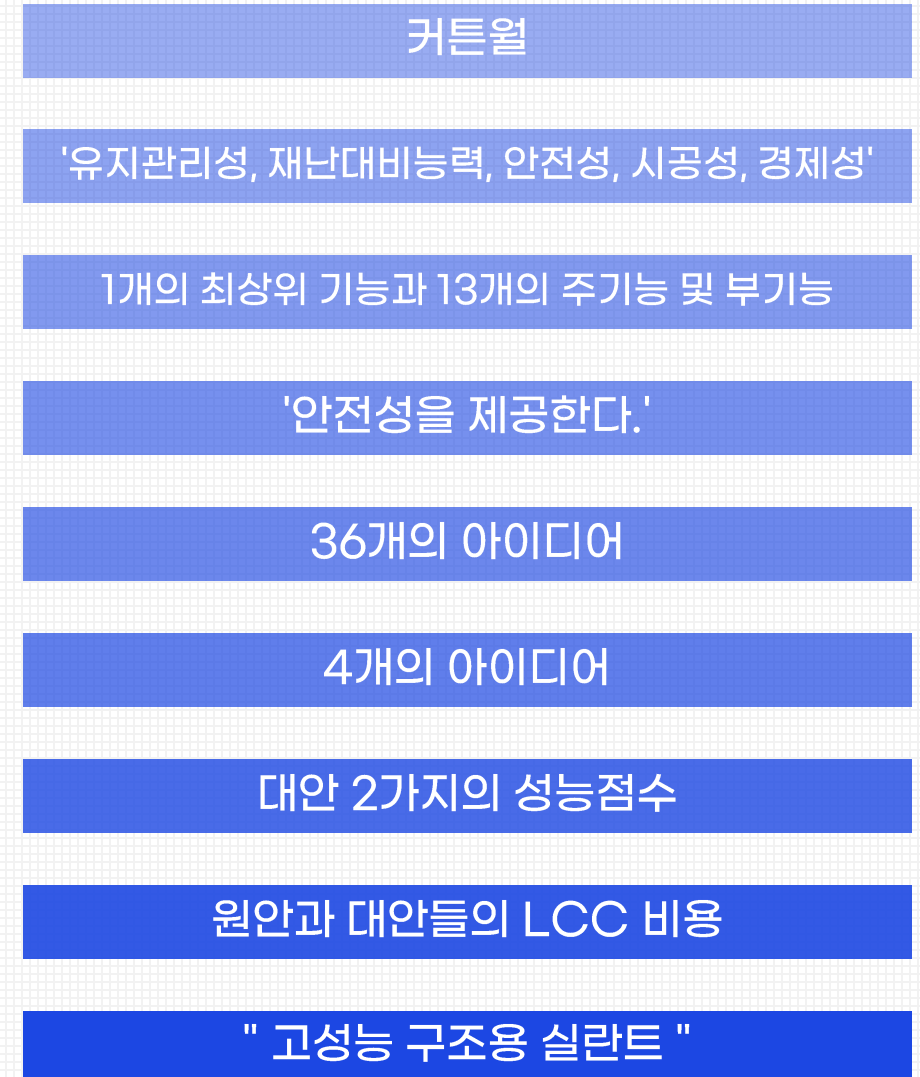 커튼월
'유지관리성, 재난대비능력, 안전성, 시공성, 경제성'
1개의 최상위 기능과 13개의 주기능 및 부기능
'안전성을 제공한다.'
36개의 아이디어
4개의 아이디어
대안 2가지의 성능점수
원안과 대안들의 LCC 비용
" 고성능 구조용 실란트 "